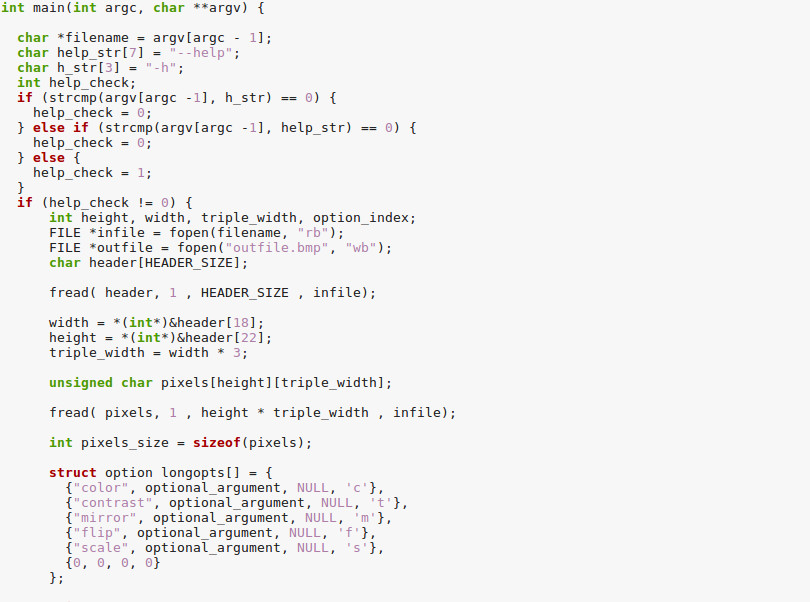 int main(int argc, char **argv) {
char *filename = argv[argc - 1];
char help_str[7] = "--help";
char h_str[3] = "-h";
int help_check;
if (strcmp(argv[argc -1], h_str) == 0) {
help_check = 0;
} else if (strcmp(argv[argc -1], help_str) == 0) {
help_check = 0;
} else {
help_check = 1;
}
if (help_check != 0) {
int height, width, triple_width, option_index;
FILE *infile = fopen(filename, "rb");
FILE *outfile = fopen("outfile.bmp", "wb");
char header[HEADER_SIZE];
fread( header, 1 , HEADER_SIZE , infile);
width = *(int*)&header[18];
height = *(int*)&header[22];
triple_width = width * 3;
unsigned char pixels[height][triple_width];
fread( pixels, 1 , height * triple_width , infile);
int pixels_size = sizeof(pixels);
struct option longopts[] = {
{"color", optional_argument, NULL, 'c'},
{"contrast", optional_argument, NULL, 't'},
{"mirror", optional_argument, NULL, 'm'},
{"flip", optional_argument, NULL, 'f'},
{"scale", optional_argument, NULL, 's'},
{0, 0, 0, 0}
};